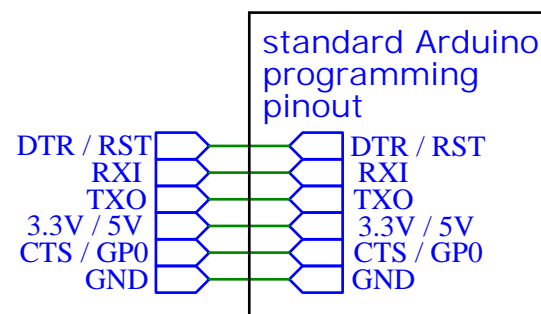 standard Arduino
programming
pinout
DTR / RST
DTR / RST
RXI
RXI
TXO
TXO
3.3V / 5V
3.3V / 5V
CTS / GP0
CTS / GP0
GND
GND